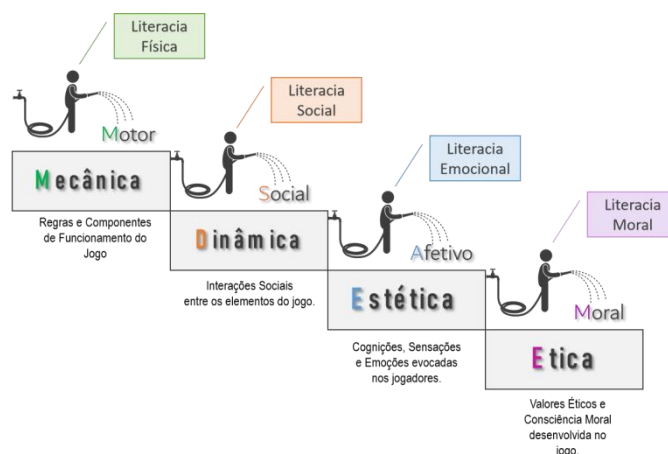 Literacia
Física
Motor
Mecânica
Regras e Componentes
de Funcionamento do
Jogo
Literacia
Social
Social
Dinâmica
Interações Sociais
entre os elementos do jogo.
Literacia
Emocional
Afetivo
Estética
Cognições, Sensações
e Emoções evocadas
nos jogadores.
Literacia
Moral
Moral
Etica
Valores Éticos e
Consciência Moral
desenvolvida no
jogo.